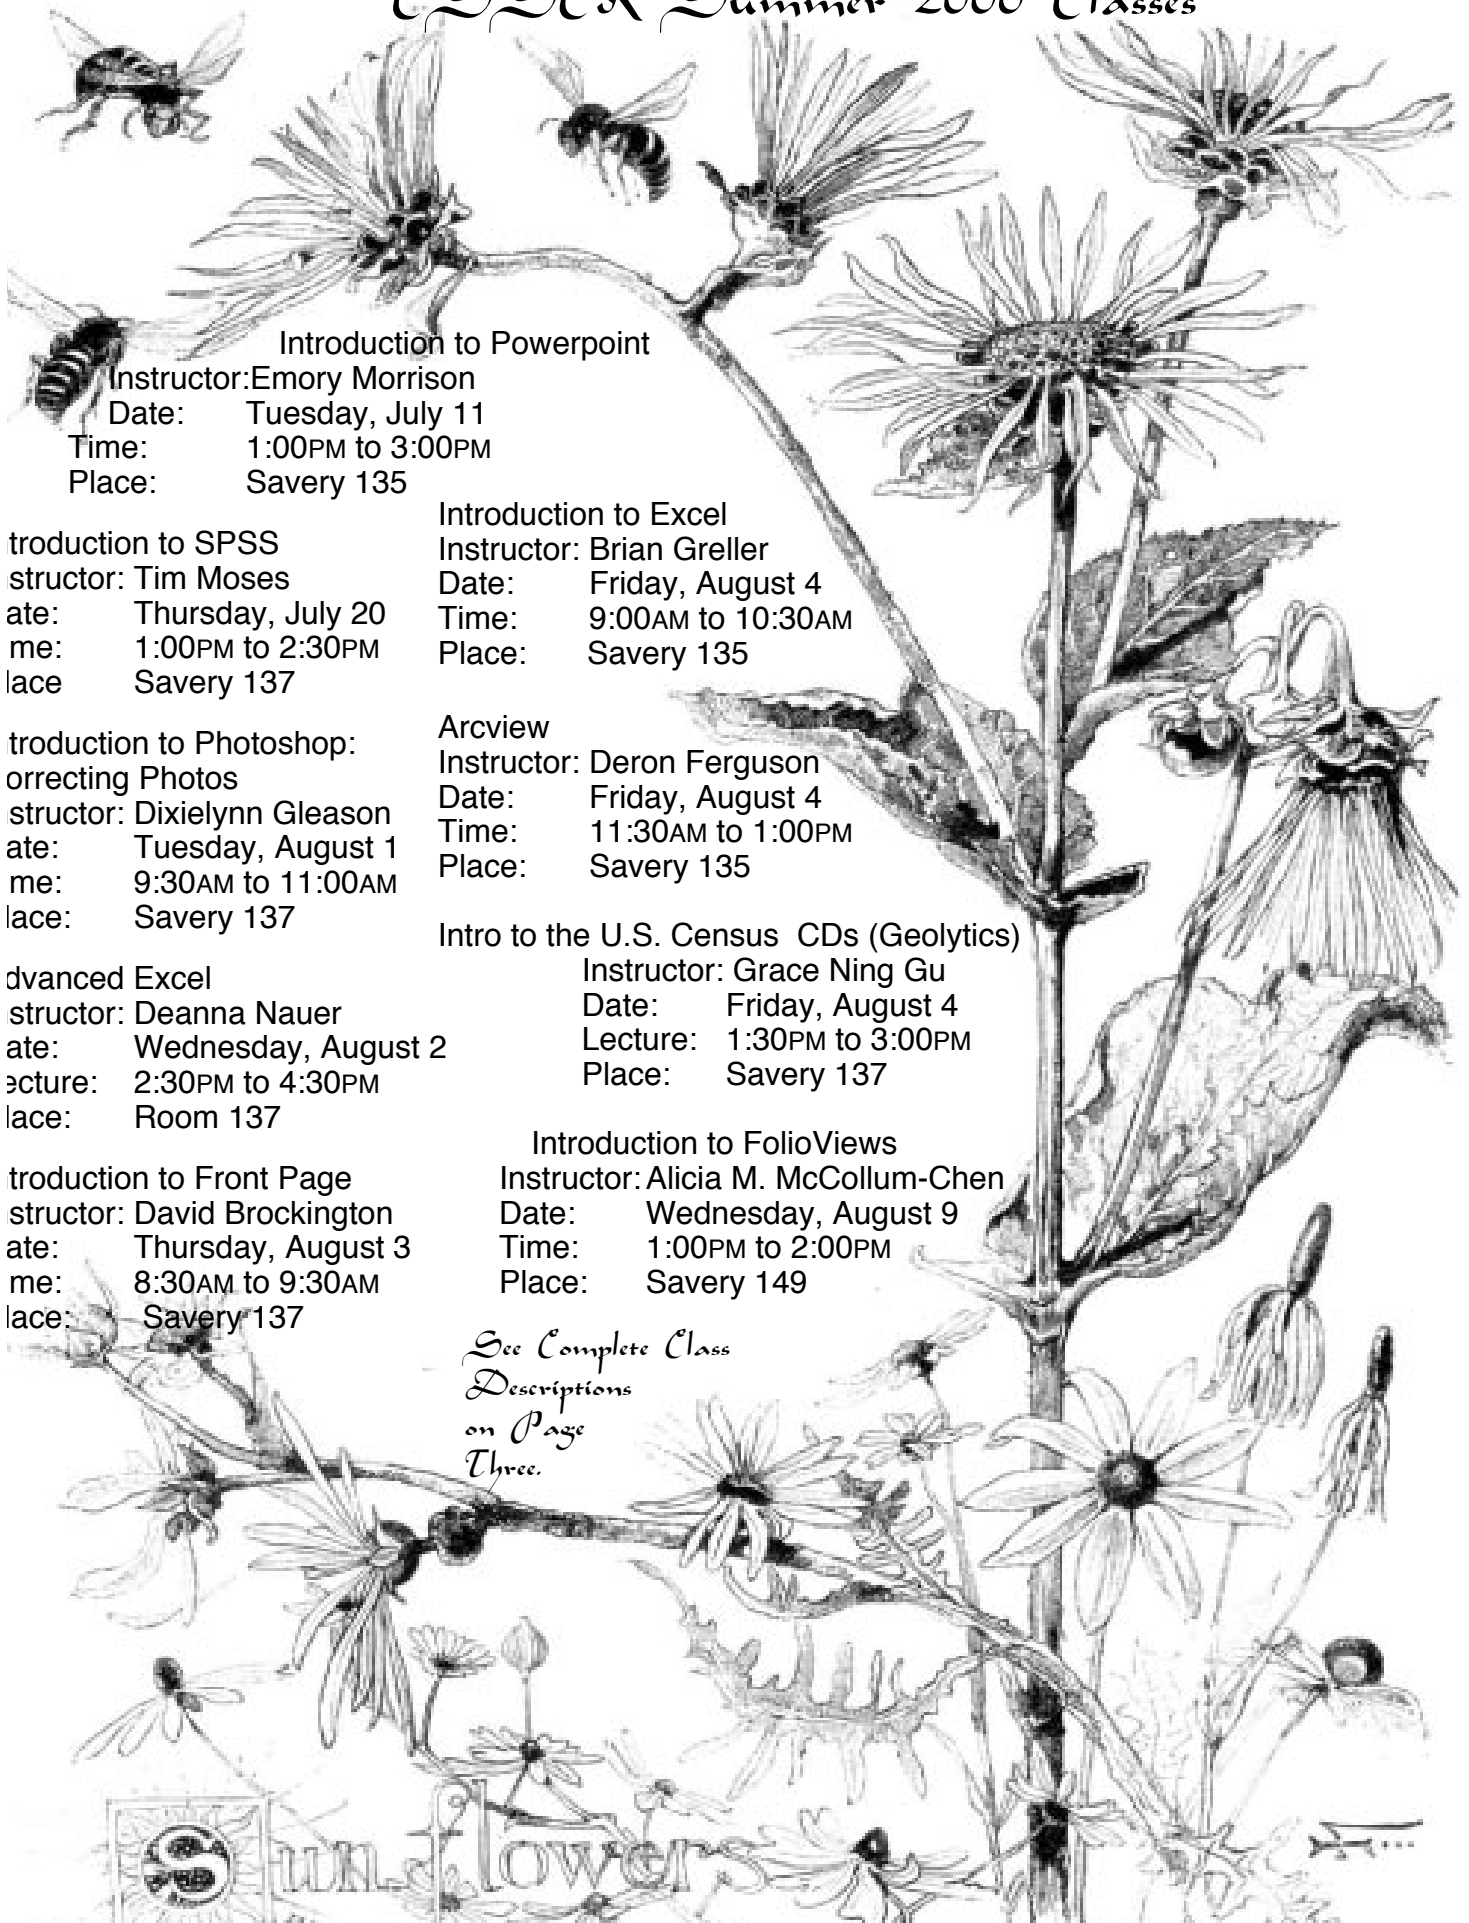 CSSCR Summer 2000 Classes
Introduction to Powerpoint
Instructor:Emory Morrison
Date: Tuesday, July 11
Time: 1:00PM to 3:00PM
Place: Savery 135
troduction to SPSS
structor: Tim Moses
ate: Thursday, July 20
me: 1:00PM to 2:30PM
lace Savery 137
troduction to Photoshop:
orrecting Photos
structor: Dixielynn Gleason
ate: Tuesday, August 1
me: 9:30AM to 11:00AM
lace: Savery 137
dvanced Excel
structor: Deanna Nauer
ate: Wednesday, August 2
ecture: 2:30PM to 4:30PM
lace: Room 137
troduction to Front Page
structor: David Brockington
ate: Thursday, August 3
me: 8:30AM to 9:30AM
lace: Savery 137
Introduction to Excel
Instructor: Brian Greller
Date: Friday, August 4
Time: 9:00AM to 10:30AM
Place: Savery 135
Arcview
Instructor: Deron Ferguson
Date: Friday, August 4
Time: 11:30AM to 1:00PM
Place: Savery 135
Intro to the U.S. Census CDs (Geolytics)
Instructor: Grace Ning Gu
Date: Friday, August 4
Lecture: 1:30PM to 3:00PM
Place: Savery 137
Introduction to FolioViews
Instructor: Alicia M. McCollum-Chen
Date: Wednesday, August 9
Time: 1:00PM to 2:00PM
Place: Savery 149
See Complete Class
Descriptions
on Page
Three.
Sunflowers